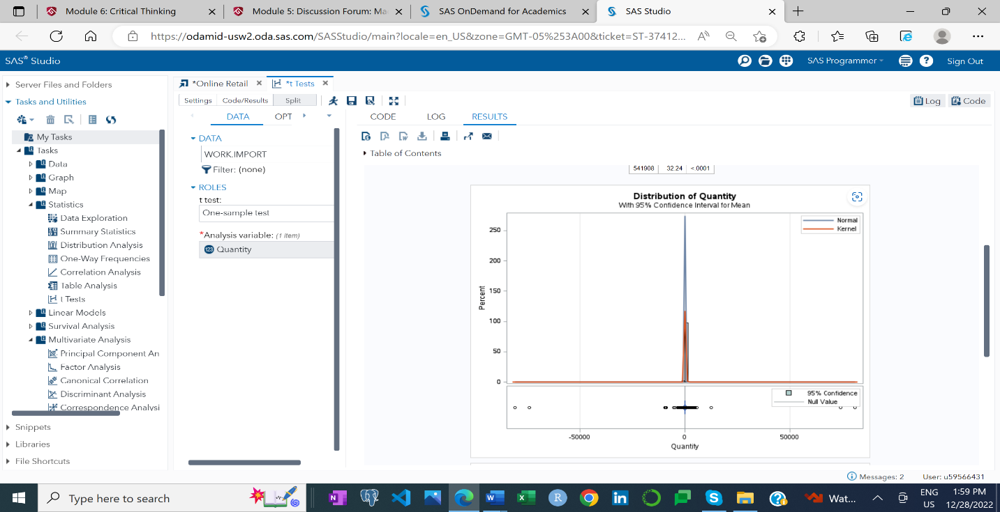 Module 6: Critical Thinking
Module 5: Discussion Forum: Ma
SAS OnDemand for Academics
SAS Studio
https://odamid-usw2.oda.sas.com/SASStudio/main?locale=en_US&zone=GMT-05%253A00&ticket=ST-37412...
SAS® Studio
SAS Programmer
Sign Out
Server Files and Folders
Tasks and Utilities
My Tasks
Tasks
Data
Graph
Map
Statistics
Data Exploration
Summary Statistics
Distribution Analysis
One-Way Frequencies
Correlation Analysis
Table Analysis
t Tests
Linear Models
Survival Analysis
Multivariate Analysis
Principal Component An
Factor Analysis
Canonical Correlation
Discriminant Analysis
Correspondence Analysi
Snippets
Libraries
File Shortcuts
*Online Retail
*t Tests
Settings
Code/Results
Split
Log
Code
DATA
OPT
DATA
WORK.IMPORT
Filter: (none)
ROLES
t test:
One-sample test
*Analysis variable: (1 item)
123 Quantity
CODE
LOG
RESULTS
Table of Contents
541908 32.24 <.0001
Distribution of Quantity
With 95% Confidence Interval for Mean
Normal
Kernel
Percent
250
200
150
100
50
0
95% Confidence
Null Value
-50000
0
50000
Quantity
Messages: 2
User: u59566431
Type here to search
Wat...
ENG
US
1:59 PM
12/28/2022